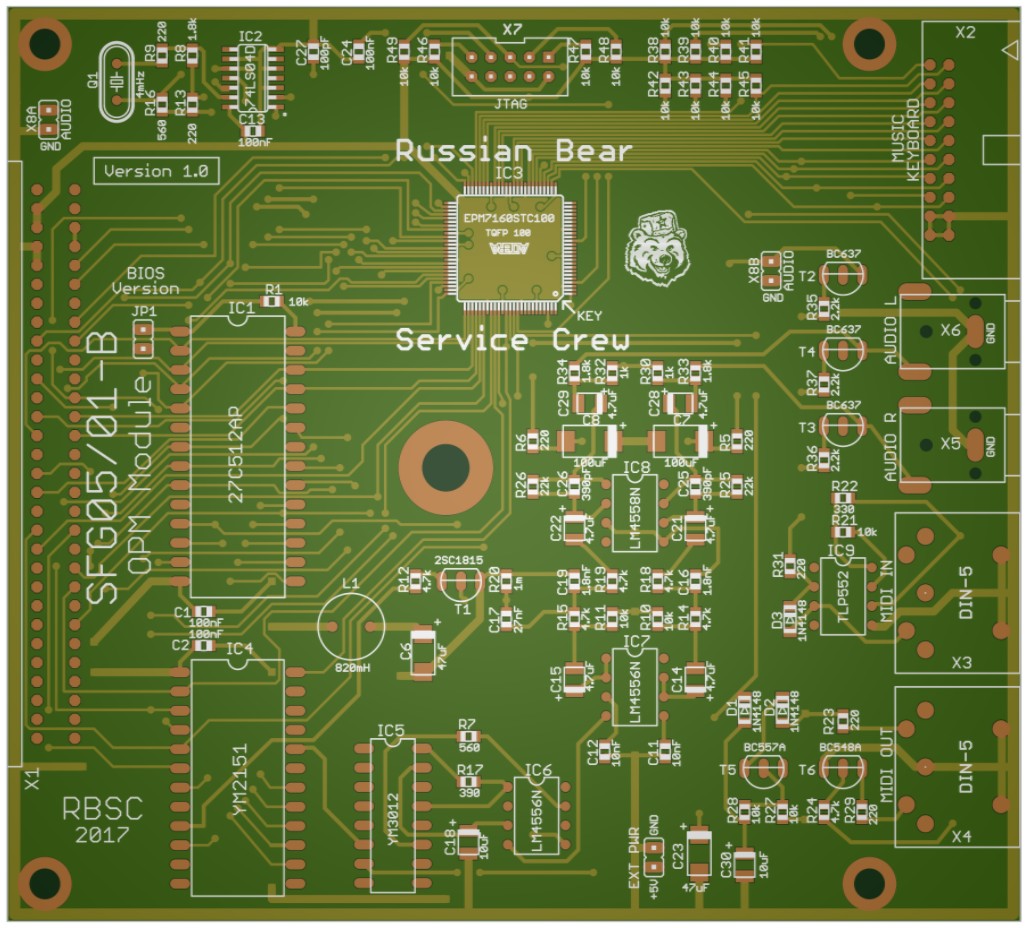 X7
JTAG
X2
MUSIC
KEYBOARD
IC2
74LS04D
Q1
4mHz
R9
220
R8
1.8k
R16
560
R13
220
C13
100nF
C27
100pF
C24
100nF
R49
10k
R46
10k
R47
10k
R48
10k
R38
10k
R39
10k
R40
10k
R41
10k
R42
10k
R43
10k
R44
10k
R45
10k
X8A
AUDIO
GND
Version 1.0
Russian Bear
IC3
EPM7160STC100
TQFP 100
ALTERA
KEY
Service Crew
BIOS
Version
JP1
R1
10k
IC1
27C512AP
SFG05/01-B
OPM Module
X8B
AUDIO
GND
BC637
T2
R35
2.2k
BC637
T4
R37
2.2k
BC637
T3
R36
2.2k
AUDIO L
X6
GND
AUDIO R
X5
GND
R34
1.8k
R32
1k
R30
1k
R33
1.8k
C29
4.7uF
C28
4.7uF
C8
+
100uF
C7
+
100uF
R6
220
R5
220
R26
22k
C26
390pF
IC8
LM4558N
C25
390pF
R25
22k
C22
4.7uF
+
C21
4.7uF
+
R22
330
R21
10k
IC9
TLP552
R31
220
D3
1N4148
MIDI IN
DIN-5
X3
2SC1815
T1
R12
4.7k
R20
1m
C17
27nF
C19
1.8nF
R19
4.7k
R18
4.7k
C16
1.8nF
R15
4.7k
R11
10k
R10
10k
R14
4.7k
L1
820mH
C6
+
47uF
C1
100nF
100nF
C2
IC4
YM2151
IC7
LM4556N
C15
+
4.7uF
C14
+
4.7uF
C12
10nF
C11
10nF
D1
1N4148
D2
1N4148
R23
220
BC557A
T5
BC548A
T6
R28
10k
R27
10k
R24
4.7k
R29
220
MIDI OUT
DIN-5
X4
IC5
YM3012
R7
560
R17
390
IC6
LM4556N
C18
+
10uF
EXT PWR
GND
+5V
C23
+
47uF
C30
+
10uF
X1
RBSC
2017